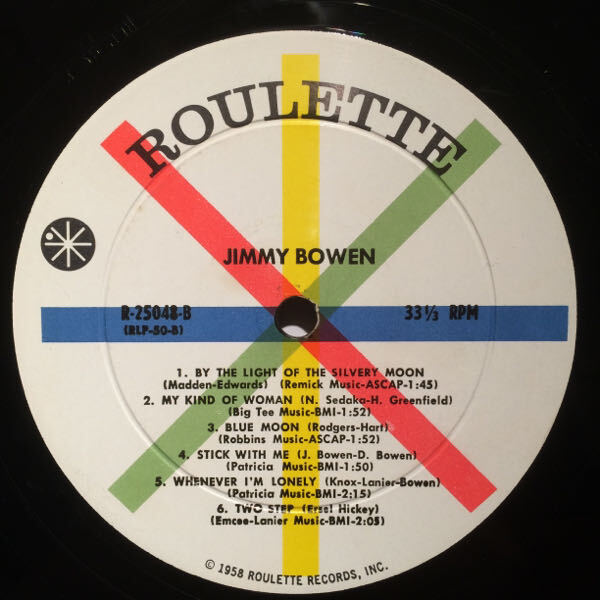 ROULETTE
JIMMY BOWEN
R-25048-B 33⅓ RPM
(RLP-50-B)
1. BY THE LIGHT OF THE SILVERY MOON
(Madden-Edwards) (Remick Music-ASCAP-1:45)
2. MY KIND OF WOMAN (N. Sedaka-H. Greenfield)
(Big Tee Music-BMI-1:52)
3. BLUE MOON (Rodgers-Hart)
(Robbins Music-ASCAP-1:52)
4. STICK WITH ME (J. Bowen-D. Bowen)
(Patricia Music-BMI-1:50)
5. WHENEVER I'M LONELY (Knox-Lanier-Bowen)
(Patricia Music-BMI-2:15)
6. TWO STEP (Ersel Hickey)
(Emcee-Lanier Music-BMI-2:05)
© 1958 ROULETTE RECORDS, INC.